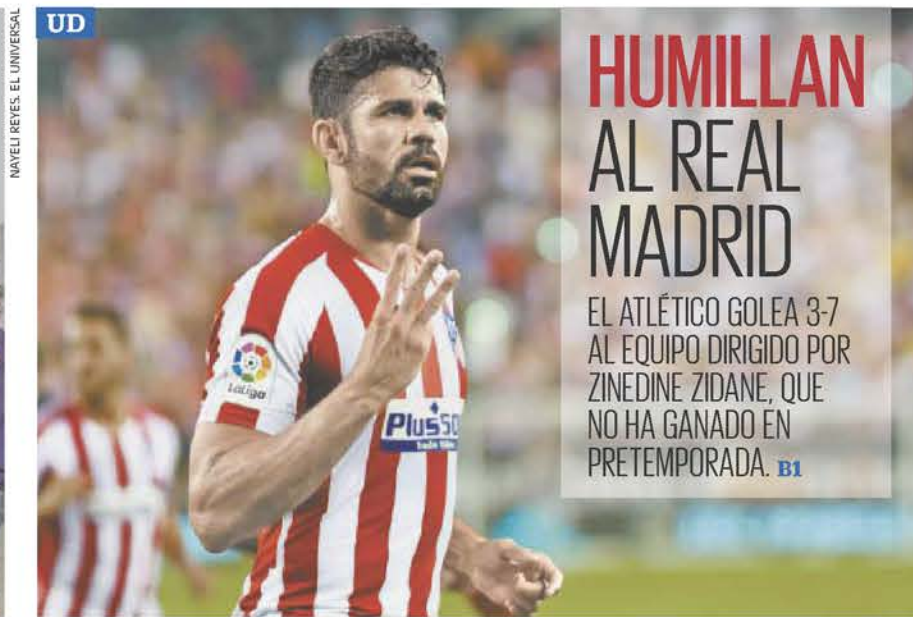 NAYELI REYES. EL UNIVERSAL
UD
HUMILLAN
AL REAL
MADRID
EL ATLÉTICO GOLEA 3-7
AL EQUIPO DIRIGIDO POR
ZINEDINE ZIDANE, QUE
NO HA GANADO EN
PRETEMPORADA. B1
LaLiga